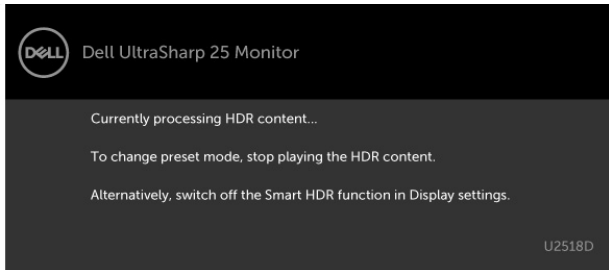 DELL
Dell UltraSharp 25 Monitor
Currently processing HDR content...
To change preset mode, stop playing the HDR content.
Alternatively, switch off the Smart HDR function in Display settings.
U2518D